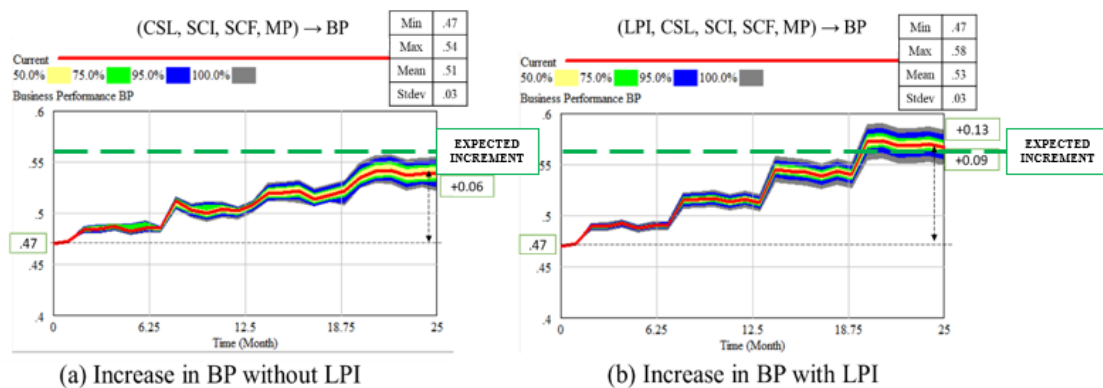 (CSL, SCI, SCF, MP) → BP
Min .47
Max .54
Mean .51
Stdev .03
Current
50.0% 75.0% 95.0% 100.0%
Business Performance BP
.6
.55
.5
.45
.4
.47
EXPECTED
INCREMENT
+0.06
0 6.25 12.5 18.75 25
Time (Month)
(a) Increase in BP without LPI
(LPI, CSL, SCI, SCF, MP) → BP
Min .47
Max .58
Mean .53
Stdev .03
Current
50.0% 75.0% 95.0% 100.0%
Business Performance BP
.6
.55
.5
.45
.4
.47
+0.13
EXPECTED
INCREMENT
+0.09
0 6.25 12.5 18.75 25
Time (Month)
(b) Increase in BP with LPI